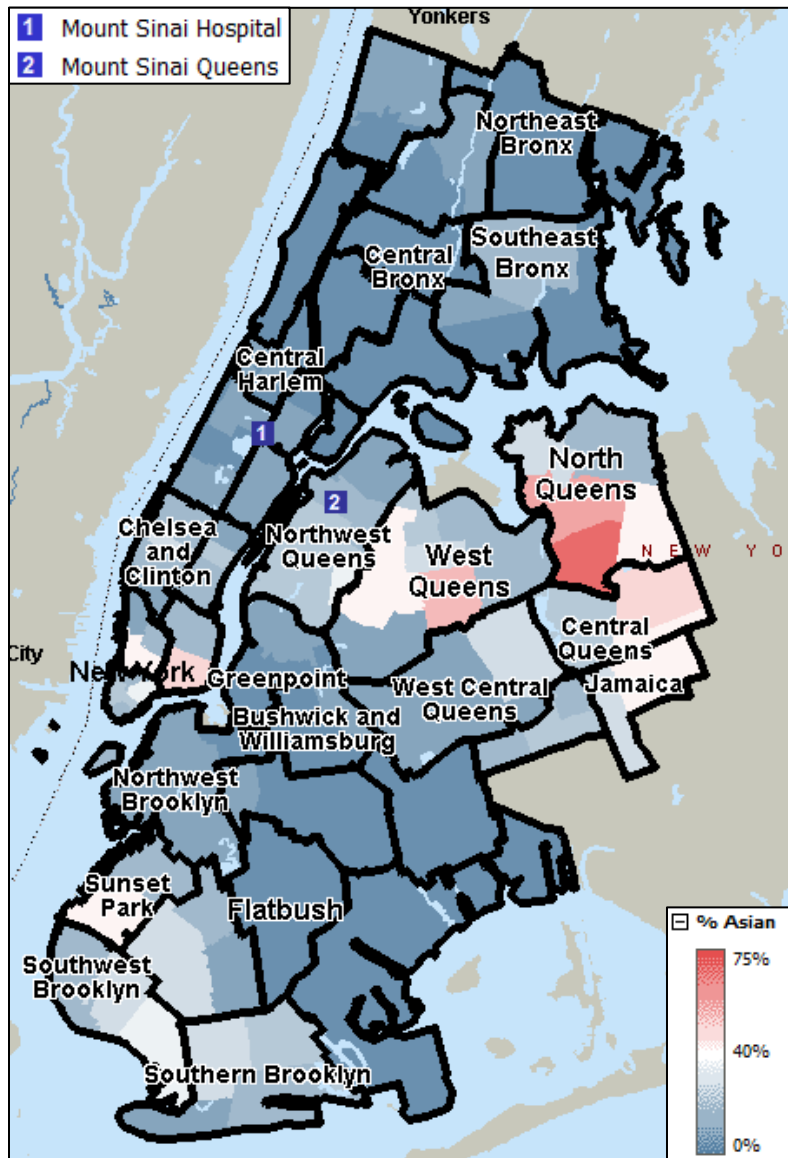 Yonkers
1 Mount Sinai Hospital
2 Mount Sinai Queens
Northeast
Bronx
Southeast
Bronx
Central
Bronx
Central
Harlem
1
North
Queens
2
Northwest
Queens
Chelsea
and
Clinton
West
Queens
NEW YO
Central
Queens
City
New York
Greenpoint
West Central
Queens
Jamaica
Bushwick and
Williamsburg
Northwest
Brooklyn
Sunset
Park
Flatbush
Southwest
Brooklyn
Southern Brooklyn
% Asian
75%
40%
0%